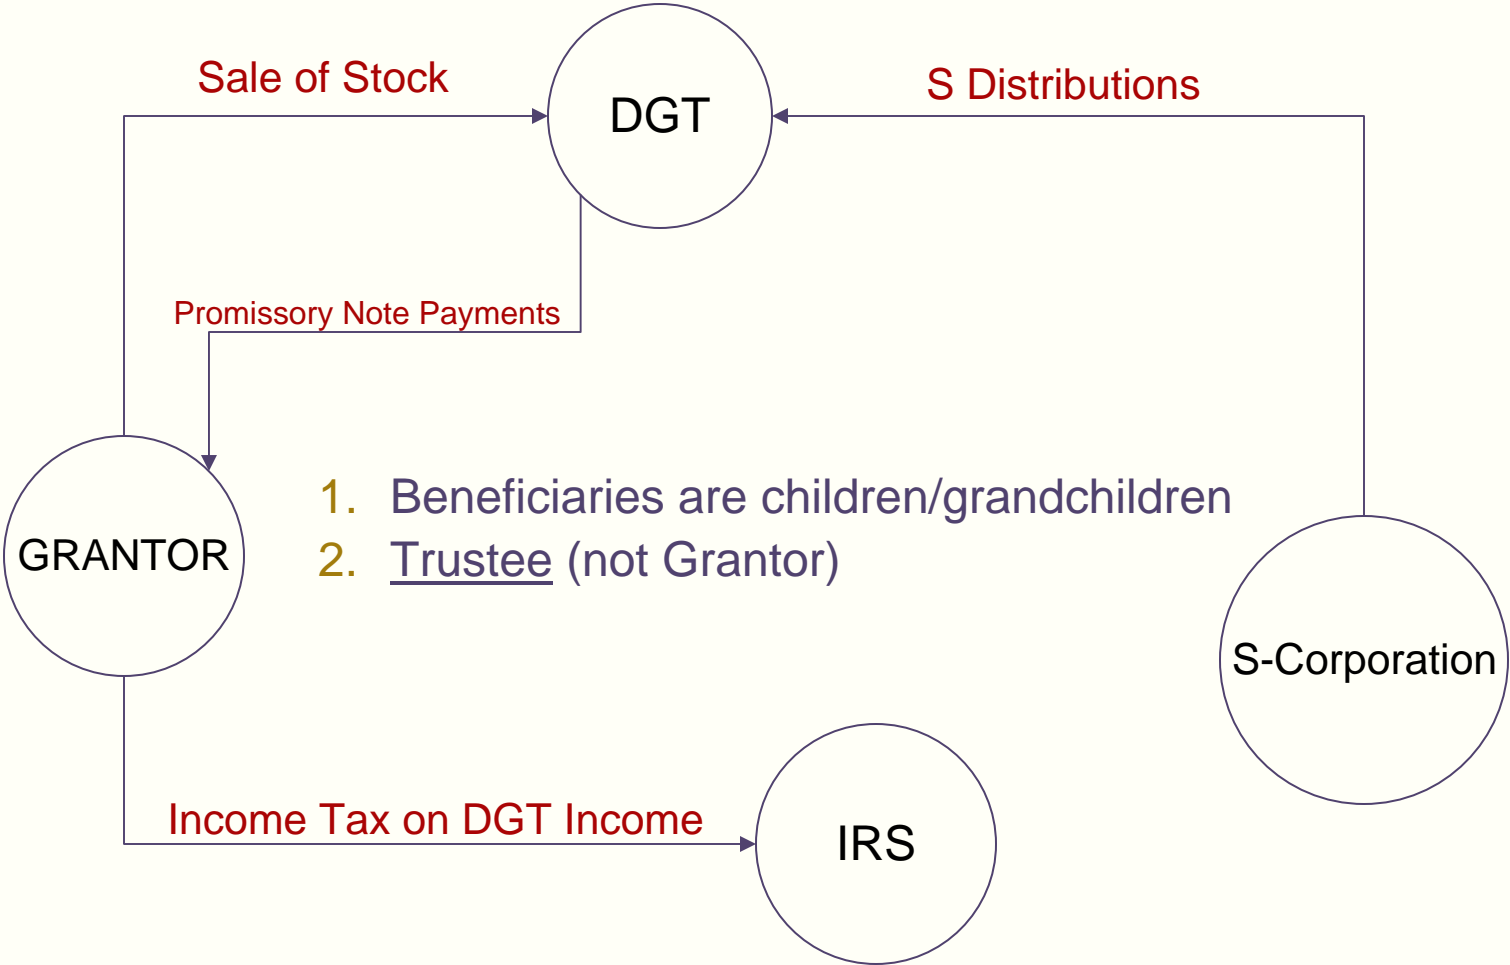 Sale of Stock
DGT
S Distributions
Promissory Note Payments
GRANTOR
1. Beneficiaries are children/grandchildren
2. Trustee (not Grantor)
S-Corporation
Income Tax on DGT Income
IRS